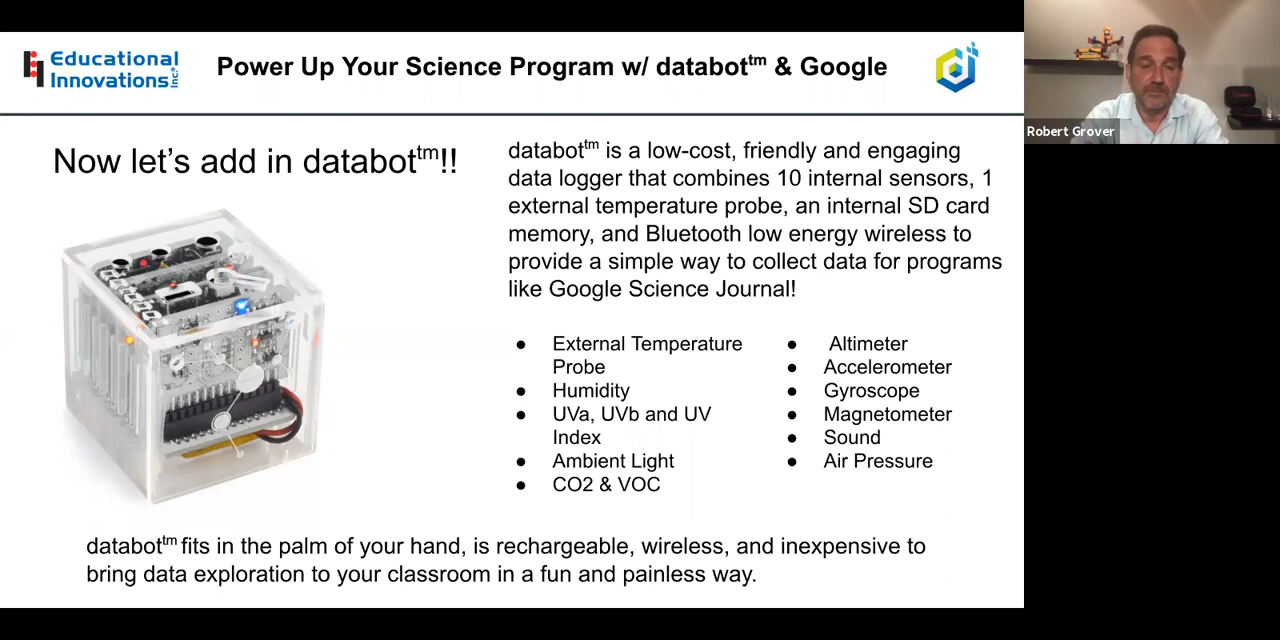 Educational
Innovations Inc®
Power Up Your Science Program w/ databot™ & Google
Now let’s add in databot™!!
databot™ is a low-cost, friendly and engaging
data logger that combines 10 internal sensors, 1
external temperature probe, an internal SD card
memory, and Bluetooth low energy wireless to
provide a simple way to collect data for programs
like Google Science Journal!
● External Temperature
Probe
● Humidity
● UVa, UVb and UV
Index
● Ambient Light
● CO2 & VOC
● Altimeter
● Accelerometer
● Gyroscope
● Magnetometer
● Sound
● Air Pressure
databot™ fits in the palm of your hand, is rechargeable, wireless, and inexpensive to
bring data exploration to your classroom in a fun and painless way.
Robert Grover